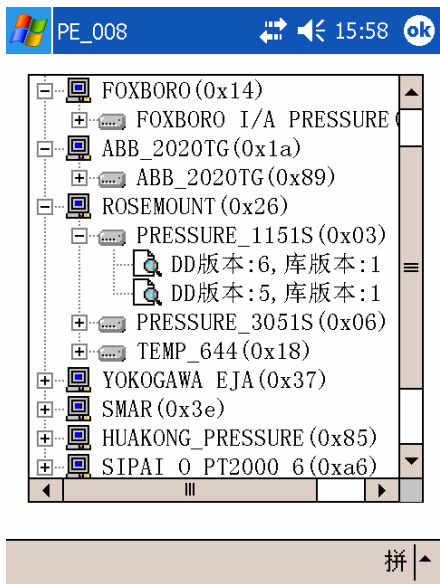 PE_008 15:58 ok
FOXBORO(0x14)
FOXBORO I/A PRESSURE(
ABB_2020TG(0x1a)
ABB_2020TG(0x89)
ROSEMOUNT(0x26)
PRESSURE_1151S(0x03)
DD版本:6,库版本:1
DD版本:5,库版本:1
PRESSURE_3051S(0x06)
TEMP_644(0x18)
YOKOGAWA EJA(0x37)
SMAR(0x3e)
HUAKONG_PRESSURE(0x85)
SIPAI_O_PT2000_6(0xa6)
拼